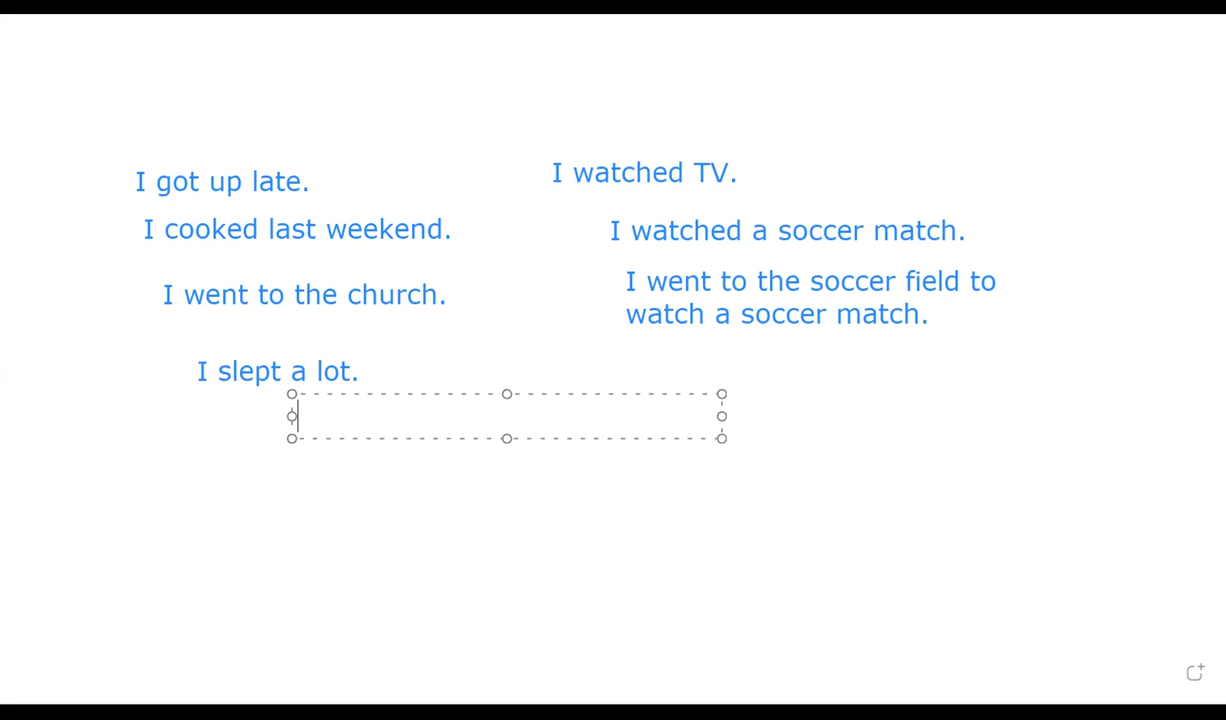 I got up late.
I cooked last weekend.
I went to the church.
I slept a lot.
I watched TV.
I watched a soccer match.
I went to the soccer field to
watch a soccer match.